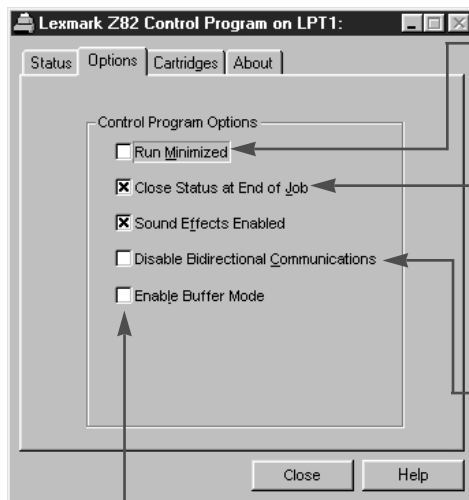 Lexmark Z82 Control Program on LPT1:
Status Options Cartridges About
Control Program Options
Run Minimized
Close Status at End of Job
Sound Effects Enabled
Disable Bidirectional Communications
Enable Buffer Mode
Close Help